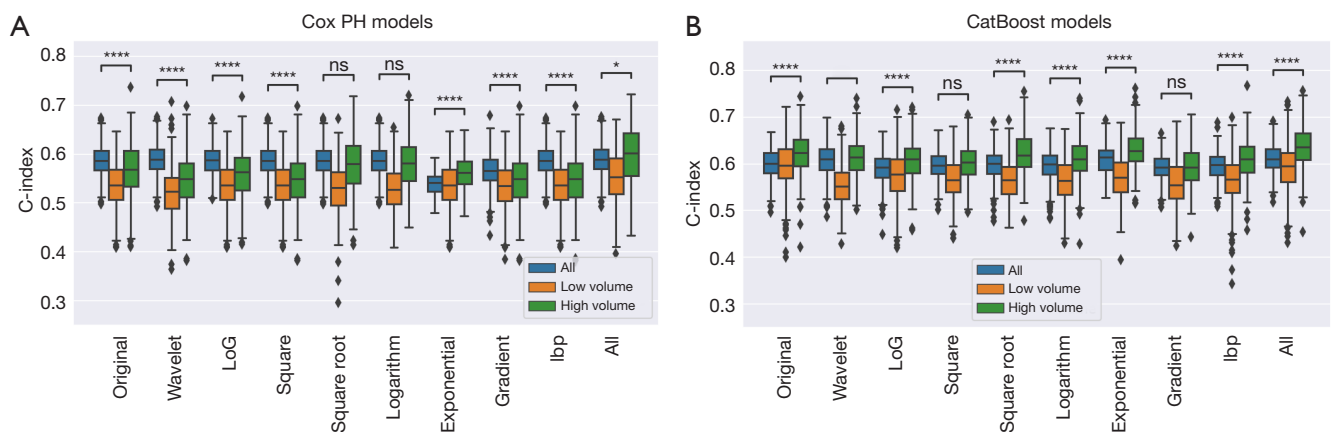 A
Cox PH models
0.8
0.7
0.6
0.5
0.4
0.3
C-index
****
****
****
****
ns
ns
****
****
****
*
All
Low volume
High volume
Original
Wavelet
LoG
Square
Square root
Logarithm
Exponential
Gradient
lbp
All
B
CatBoost models
0.8
0.7
0.6
0.5
0.4
0.3
C-index
****
****
ns
****
****
****
ns
****
****
All
Low volume
High volume
Original
Wavelet
LoG
Square
Square root
Logarithm
Exponential
Gradient
lbp
All